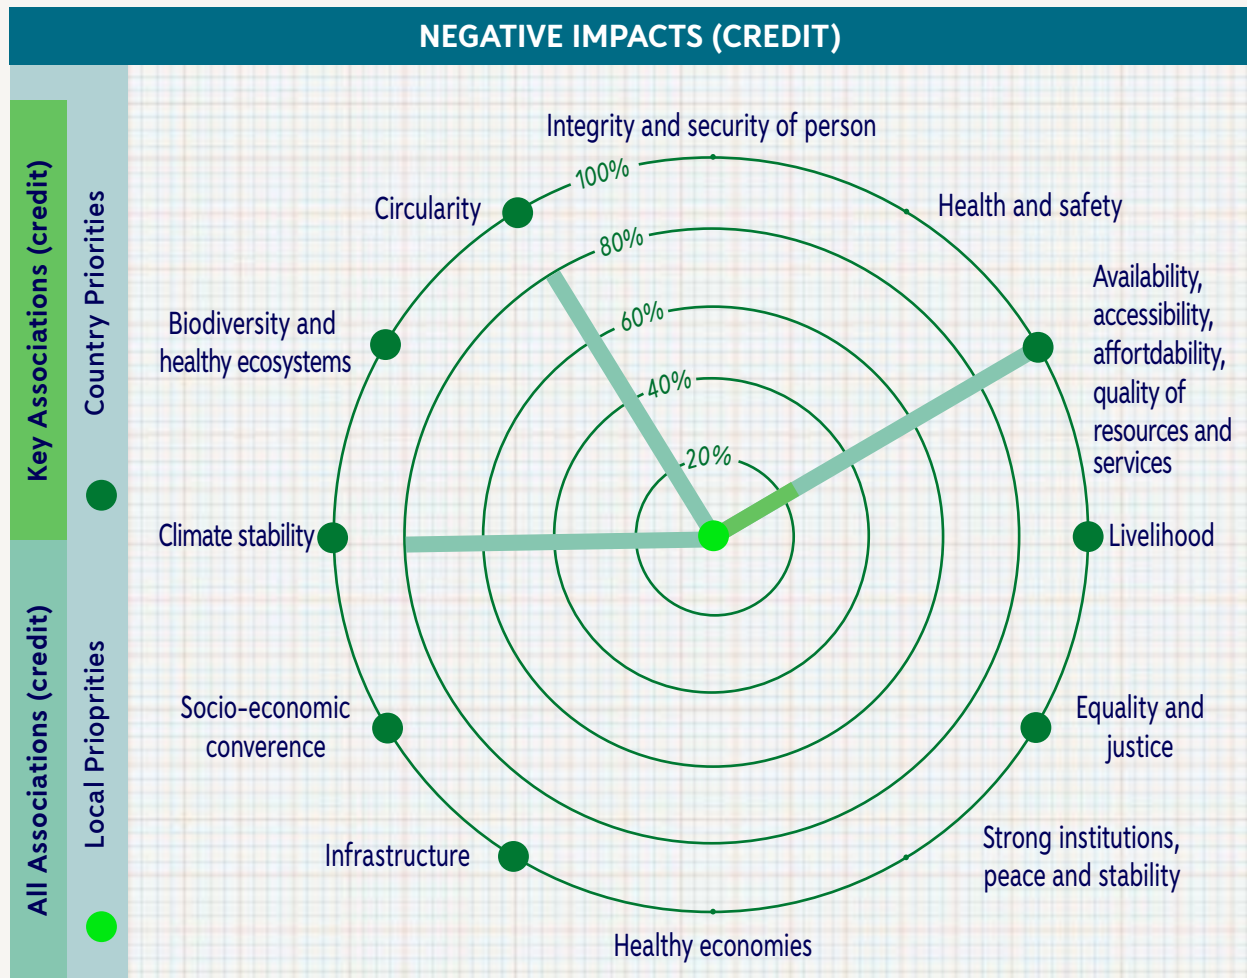 NEGATIVE IMPACTS (CREDIT)
Key Associations (credit)
All Associations (credit)
Country Priorities
Local Prioprities
Integrity and security of person
Health and safety
Availability,
accessibility,
affortdability,
quality of
resources and
services
Livelihood
Equality and
justice
Strong institutions,
peace and stability
Healthy economies
Infrastructure
Socio-economic
converence
Climate stability
Biodiversity and
healthy ecosystems
Circularity
100%
80%
60%
40%
20%